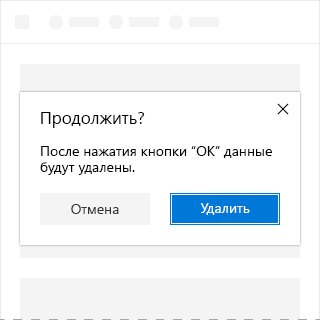 Продолжить?
После нажатия кнопки “ОК” данные
будут удалены.
Отмена
Удалить